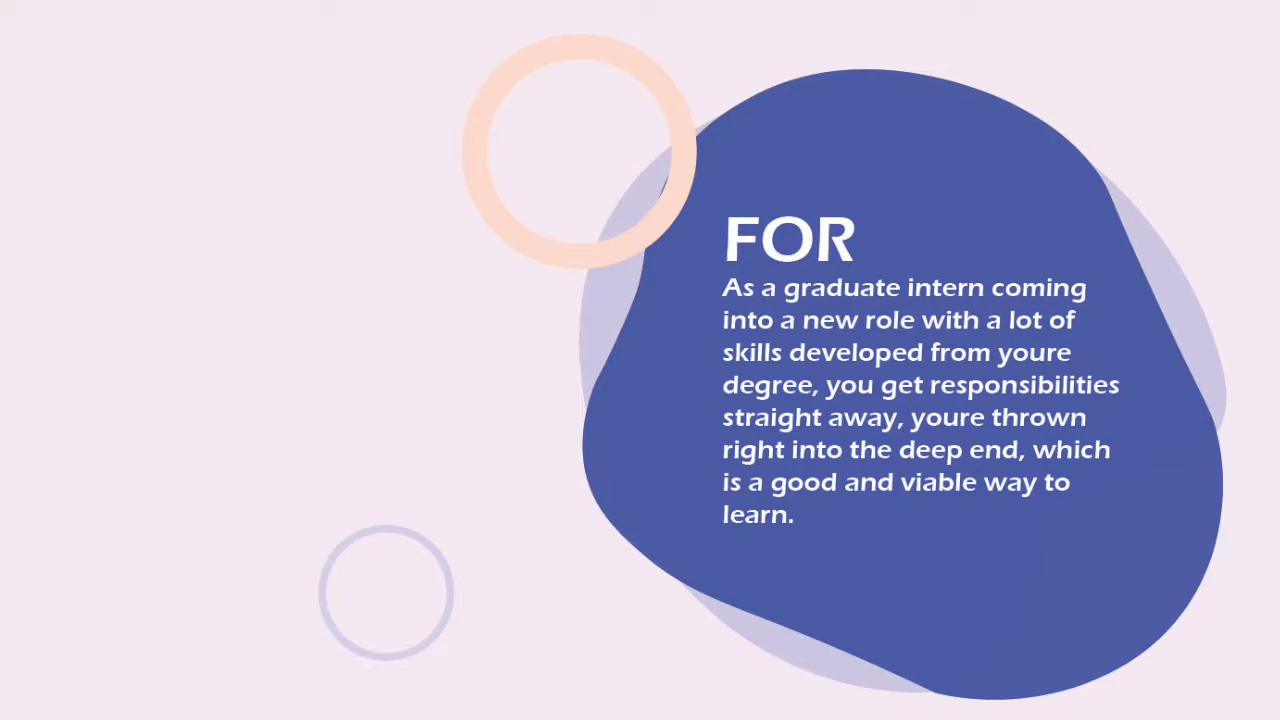 FOR
As a graduate intern coming
into a new role with a lot of
skills developed from youre
degree, you get responsibilities
straight away, youre thrown
right into the deep end, which
is a good and viable way to
learn.